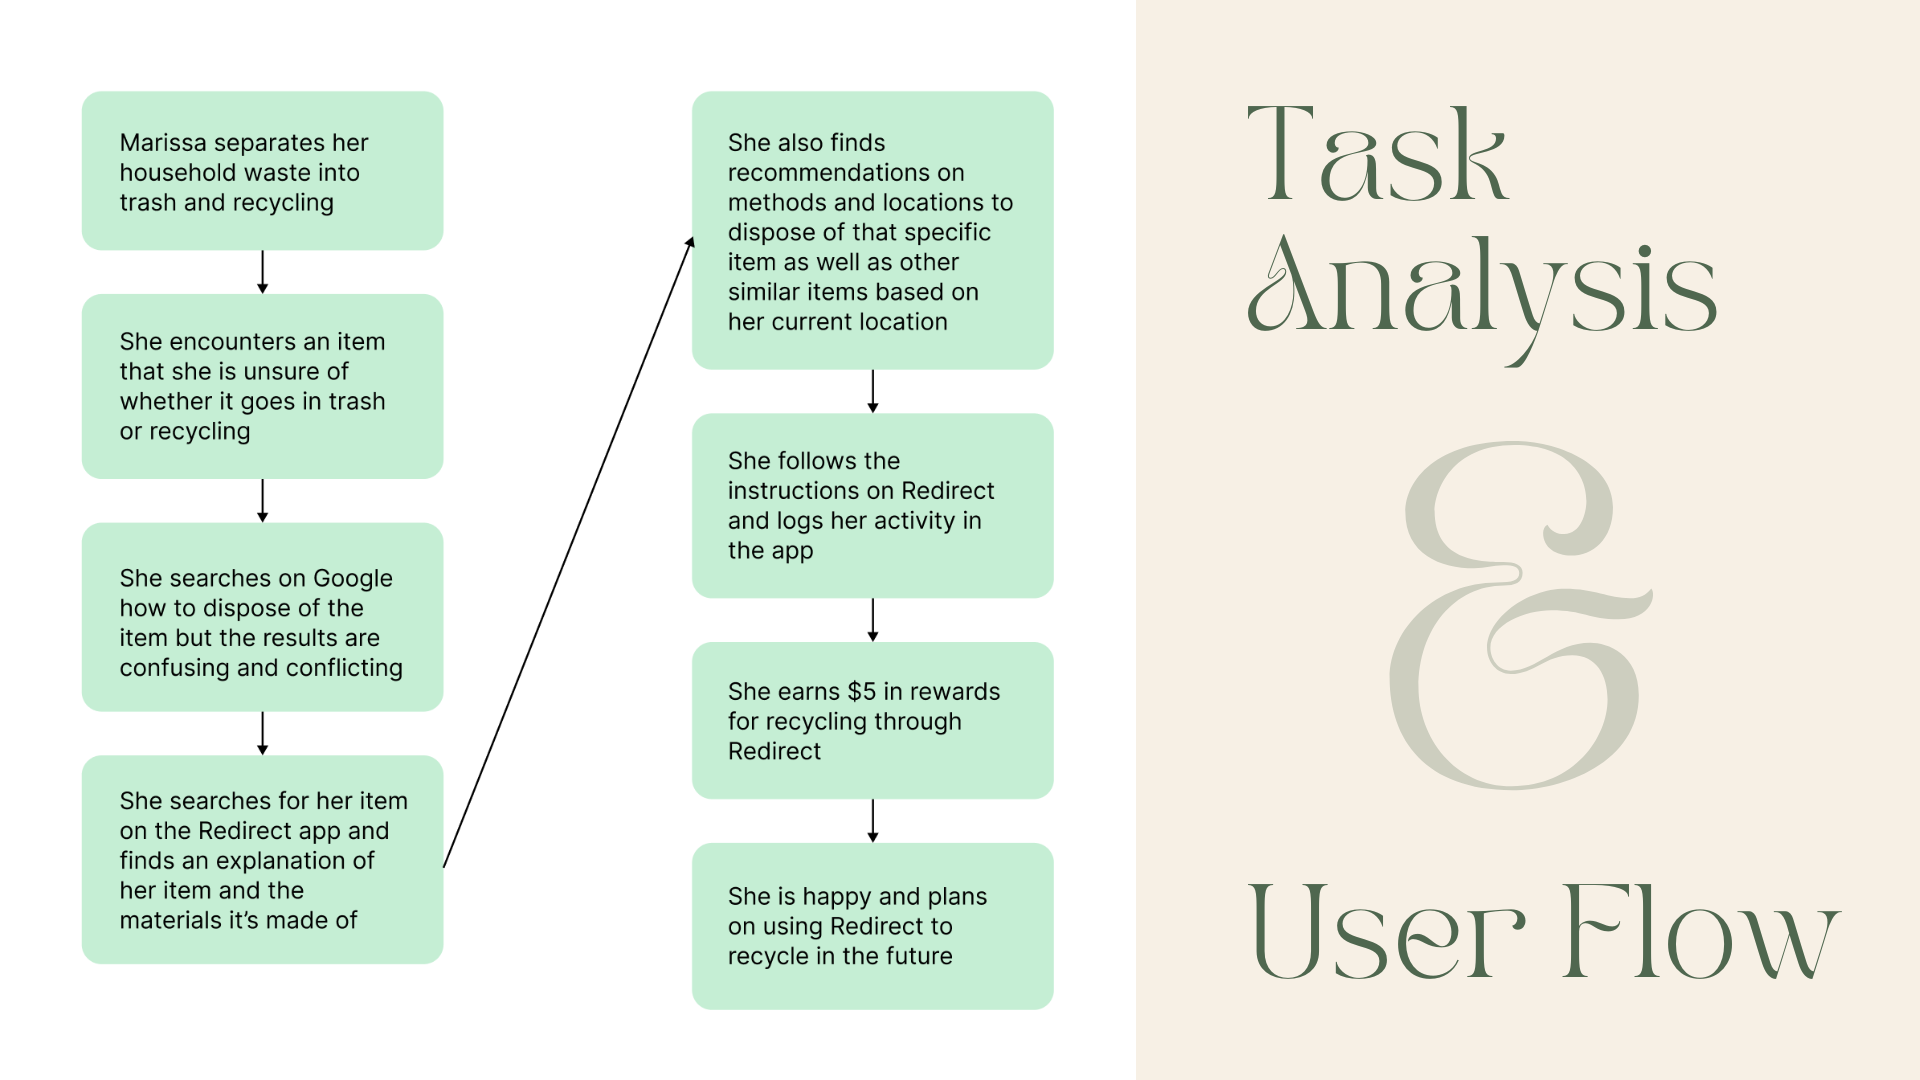 Marissa separates her
household waste into
trash and recycling
She encounters an item
that she is unsure of
whether it goes in trash
or recycling
She searches on Google
how to dispose of the
item but the results are
confusing and conflicting
She searches for her item
on the Redirect app and
finds an explanation of
her item and the
materials it’s made of
She also finds
recommendations on
methods and locations to
dispose of that specific
item as well as other
similar items based on
her current location
She follows the
instructions on Redirect
and logs her activity in
the app
She earns $5 in rewards
for recycling through
Redirect
She is happy and plans
on using Redirect to
recycle in the future
Task
Analysis
&
User Flow